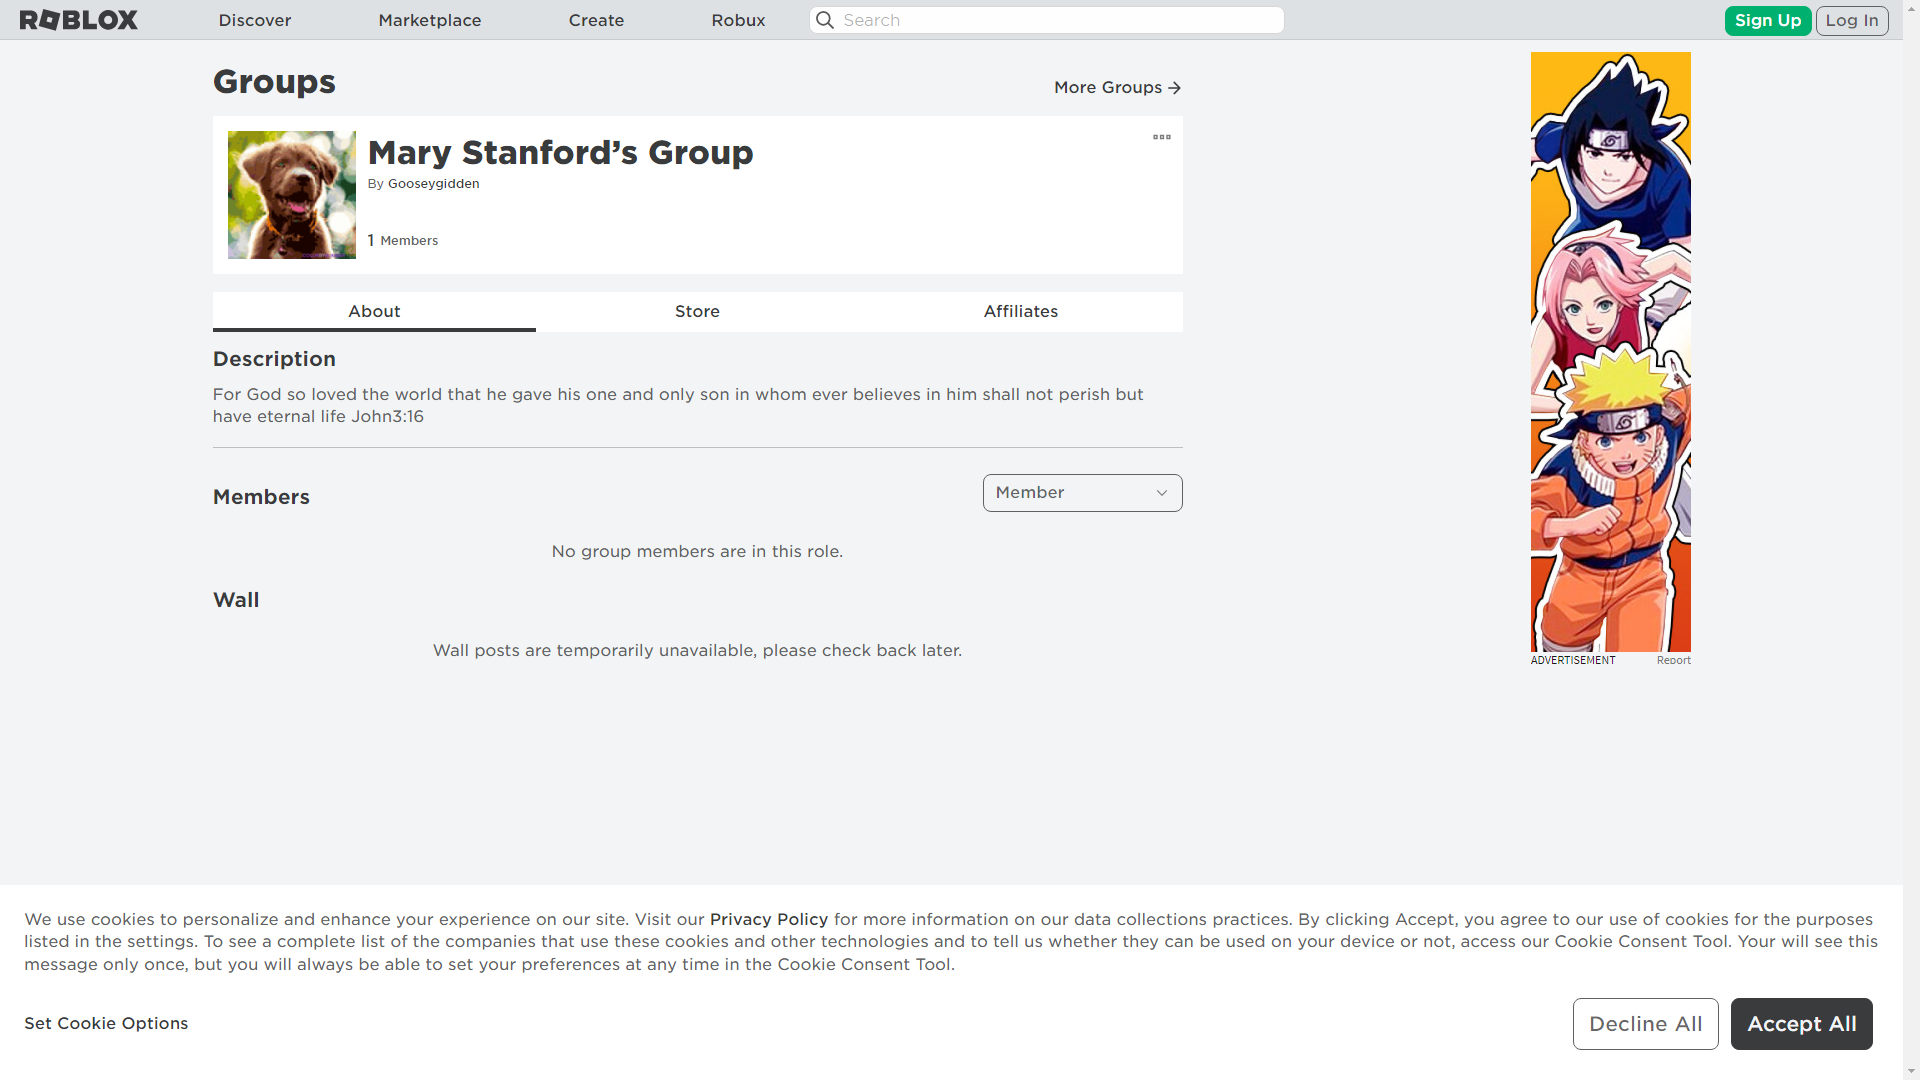 ROBLOX
Discover
Marketplace
Create
Robux
Search
Sign Up
Log In
Groups
More Groups
Mary Stanford’s Group
By Gooseygidden
1 Members
About
Store
Affiliates
Description
For God so loved the world that he gave his one and only son in whom ever believes in him shall not perish but
have eternal life John3:16
Members
Member
No group members are in this role.
Wall
Wall posts are temporarily unavailable, please check back later.
ADVERTISEMENT
Report
We use cookies to personalize and enhance your experience on our site. Visit our Privacy Policy for more information on our data collections practices. By clicking Accept, you agree to our use of cookies for the purposes
listed in the settings. To see a complete list of the companies that use these cookies and other technologies and to tell us whether they can be used on your device or not, access our Cookie Consent Tool. Your will see this
message only once, but you will always be able to set your preferences at any time in the Cookie Consent Tool.
Set Cookie Options
Decline All
Accept All